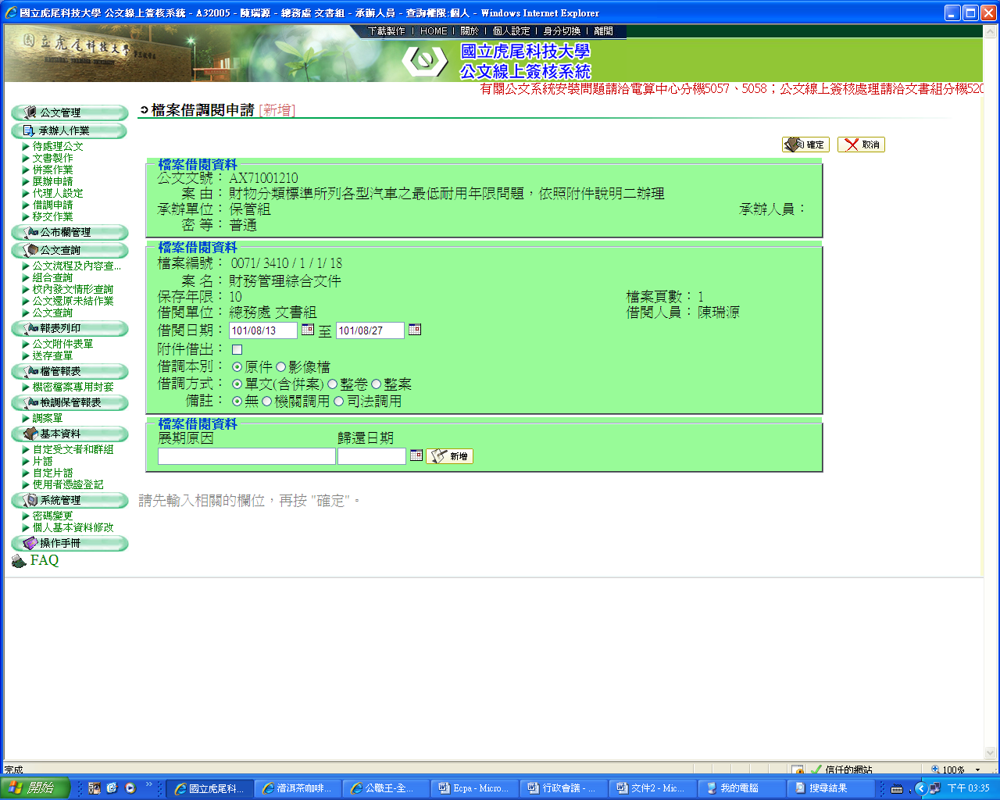 國立虎尾科技大學 公文線上簽核系統 - A32005 - 陳瑞源 - 總務處 文書組 - 承辦人員 - 查詢權限:個人 - Windows Internet Explorer
下載製作 | HOME | 關於 | 個人設定 | 身分切換 | 離開
國立虎尾科技大學
國立虎尾科技大學
公文線上簽核系統
有關公文系統安裝問題請洽電算中心分機5057、5058；公文線上簽核處理請洽文書組分機520
公文管理
承辦人作業
待處理公文
文書製作
併案作業
展辦申請
代理人設定
借調申請
移交作業
公布欄管理
公文查詢
公文流程及內容查...
組合查詢
校內發文情形查詢
公文還原未結作業
公文查詢
報表列印
公文附件表單
送存查單
檔管報表
機密檔案專用封套
檢調保管報表
調案單
基本資料
自定受文者和群組
片語
自定片語
使用者憑證登記
系統管理
密碼變更
個人基本資料修改
操作手冊
FAQ
檔案借調閱申請 [新增]
確定 取消
檔案借閱資料
公文文號： AX71001210
案 由： 財物分類標準所列各型汽車之最低耐用年限問題，依照附件說明二辦理
承辦單位： 保管組 承辦人員：
密 等： 普通
檔案借閱資料
檔案編號： 0071/ 3410 / 1 / 1/ 18
案 名： 財務管理綜合文件
保存年限： 10 檔案頁數： 1
借閱單位： 總務處 文書組 借閱人員： 陳瑞源
借閱日期： 101/08/13 至 101/08/27
附件借出：
借調本別： 原件 影像檔
借調方式： 單文(含併案) 整卷 整案
備註： 無 機關調用 司法調用
檔案借閱資料
展期原因 歸還日期
新增
請先輸入相關的欄位，再按 "確定" 。
完成 信任的網站 100%
開始 國立虎尾科... 普洱茶咖啡... 公職王-全... Ecpa - Micro... 行政會議 - ... 文件2 - Mic... 我的電腦 搜尋結果 下午 03:35